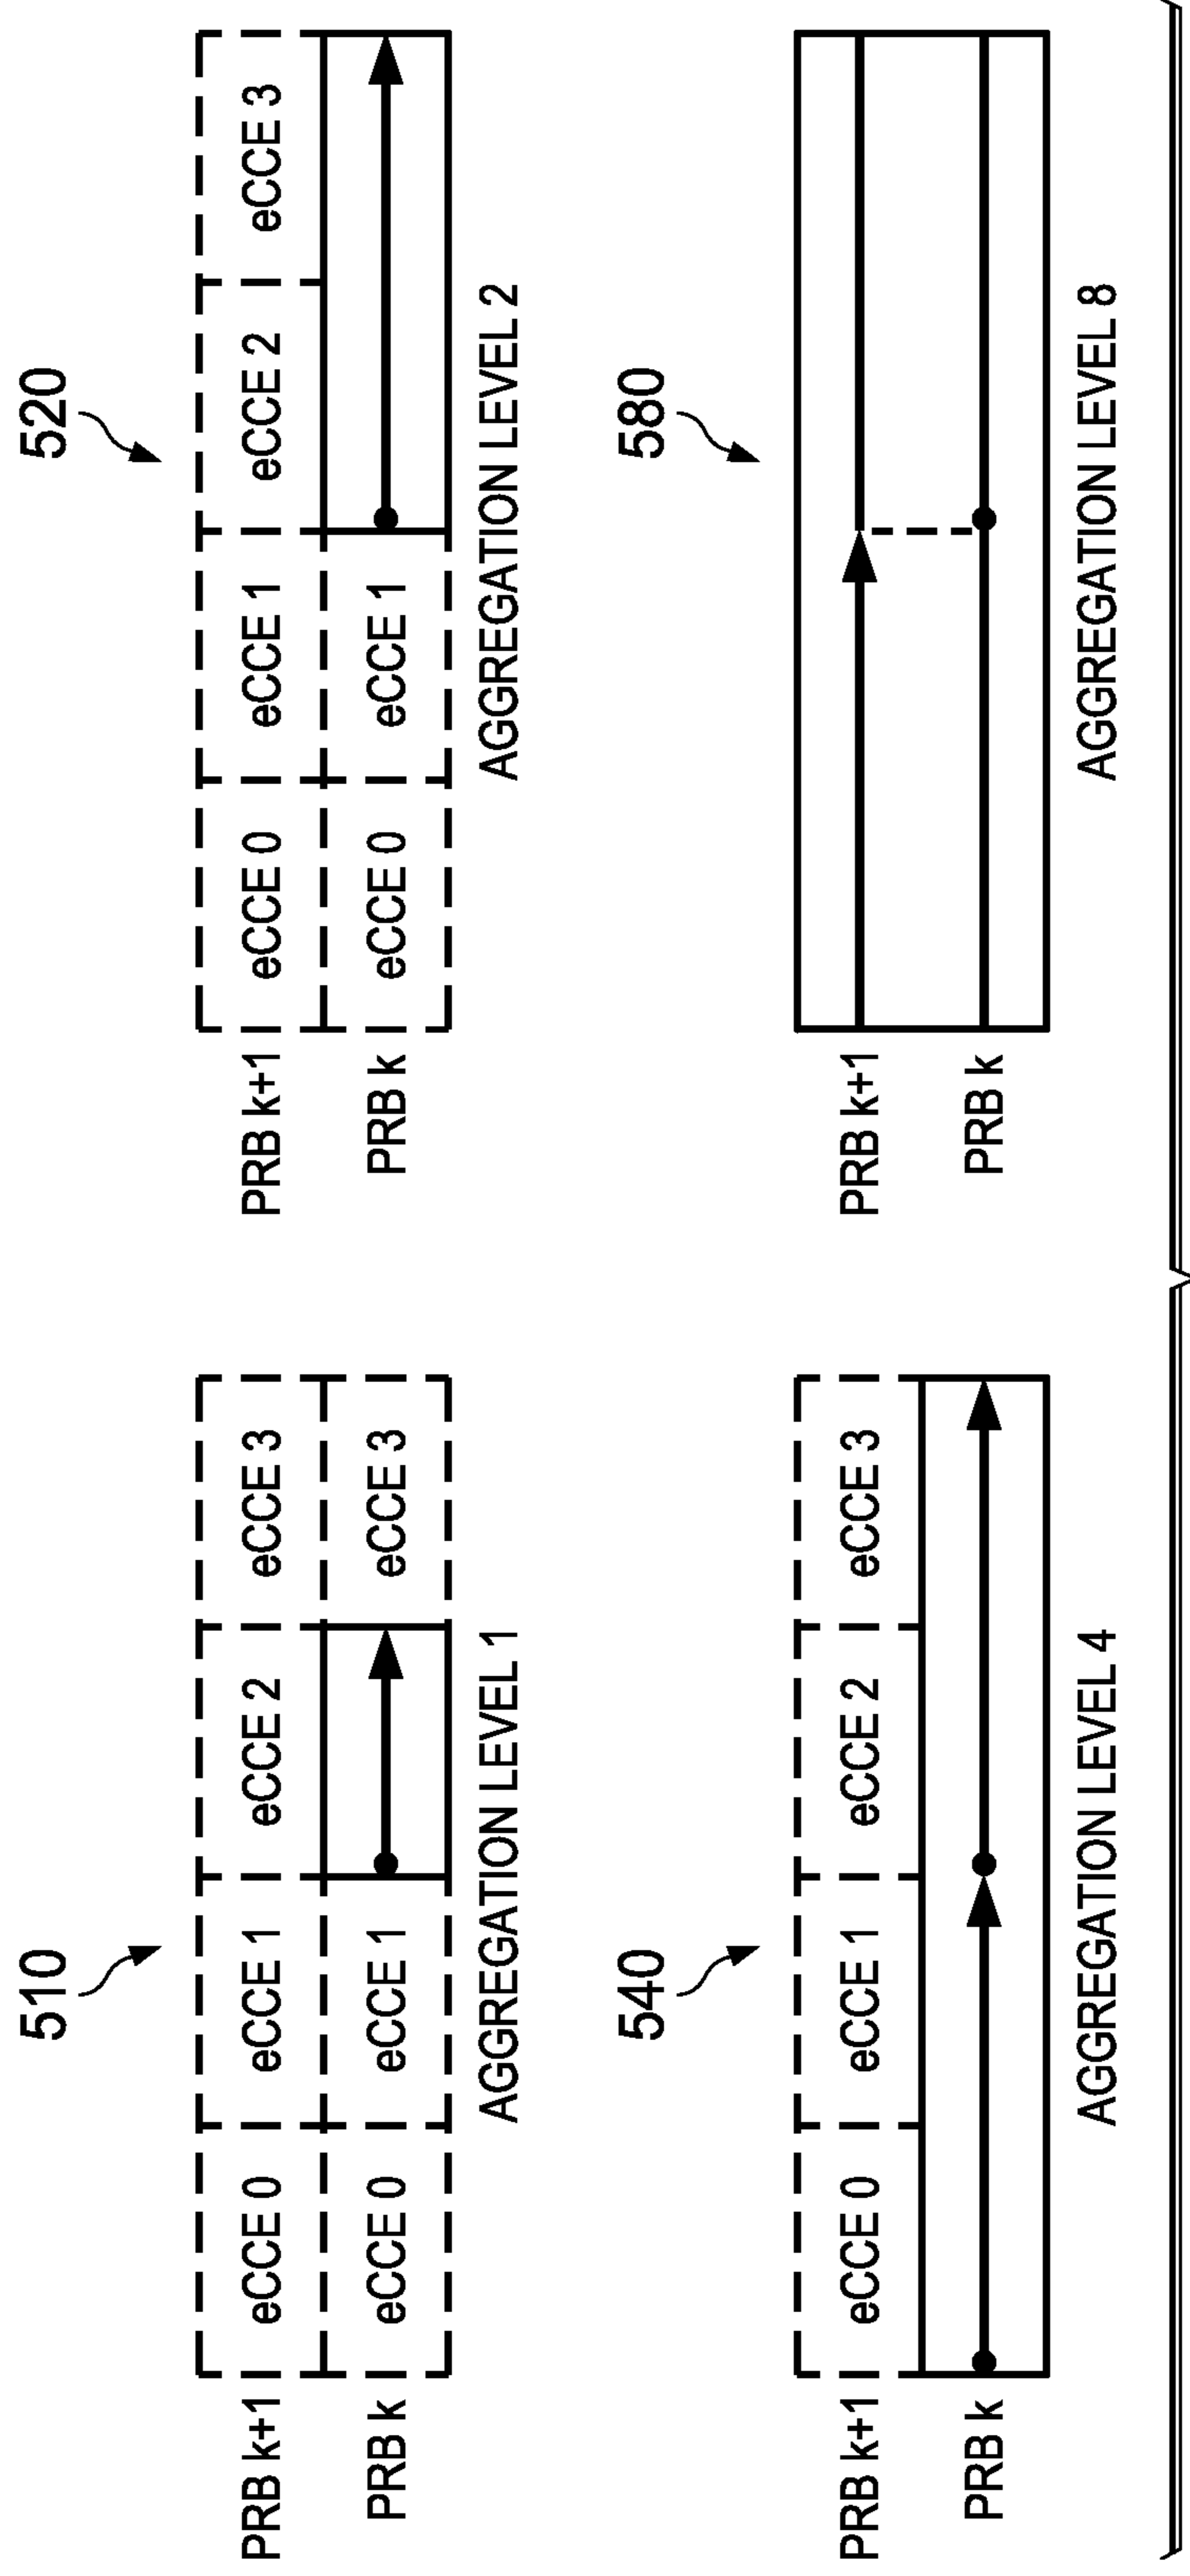 510
PRB k+1 eCCE 0 eCCE 1 eCCE 2 eCCE 3
PRB k eCCE 0 eCCE 1 eCCE 3
AGGREGATION LEVEL 1
520
PRB k+1 eCCE 0 eCCE 1 eCCE 2 eCCE 3
PRB k eCCE 0 eCCE 1
AGGREGATION LEVEL 2
540
PRB k+1 eCCE 0 eCCE 1 eCCE 2 eCCE 3
PRB k
AGGREGATION LEVEL 4
580
PRB k+1
PRB k
AGGREGATION LEVEL 8